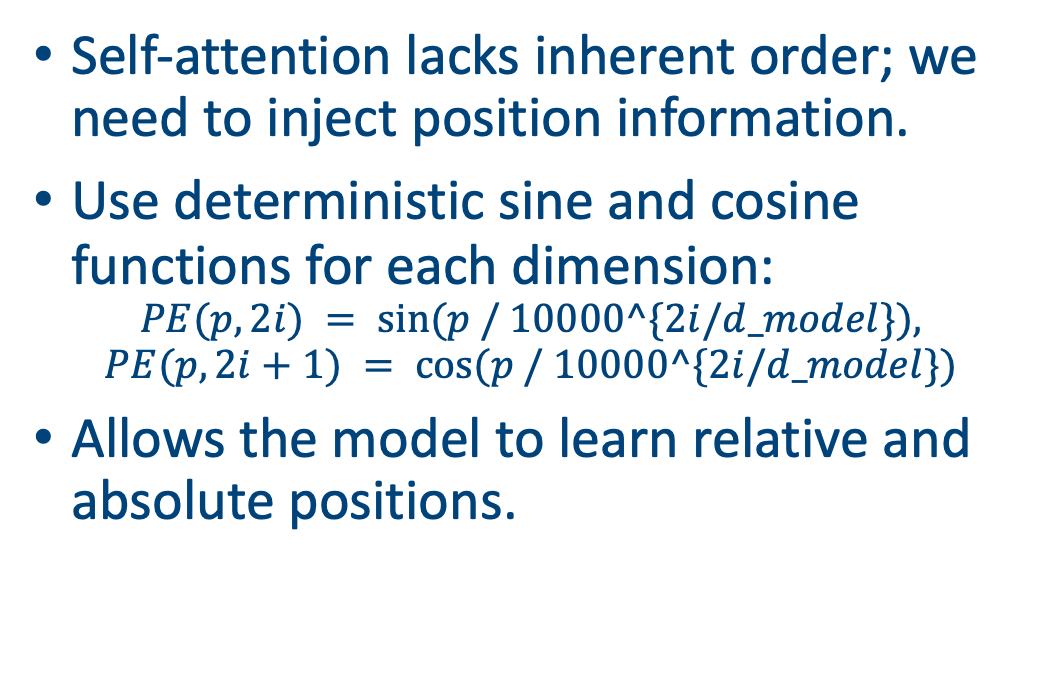 • Self-attention lacks inherent order; we
need to inject position information.
• Use deterministic sine and cosine
functions for each dimension:
PE(p, 2i) = sin(p / 10000^{2i/d_model}),
PE(p, 2i + 1) = cos(p / 10000^{2i/d_model})
• Allows the model to learn relative and
absolute positions.